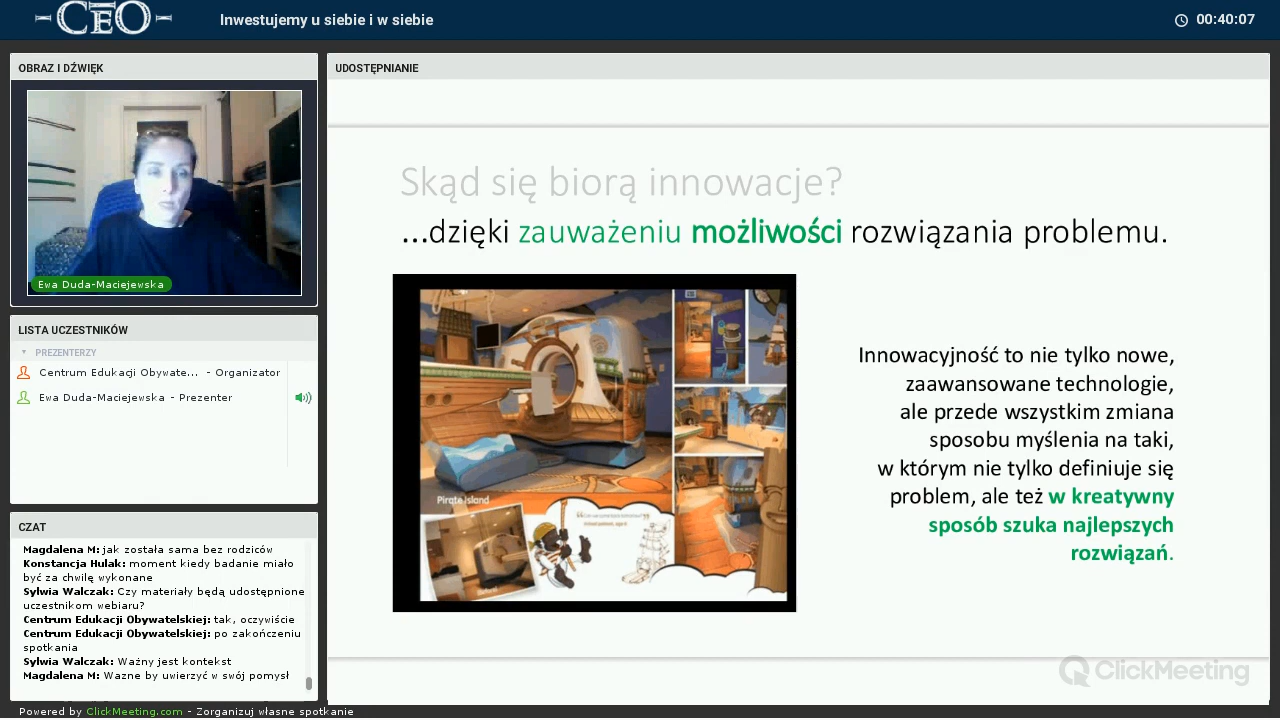 CEO
Inwestujemy u siebie i w siebie
00:40:07
OBRAZ I DŹWIĘK
Ewa Duda-Maciejewska
LISTA UCZESTNIKÓW
PREZENTERZY
Centrum Edukacji Obywate... - Organizator
Ewa Duda-Maciejewska - Prezenter
CZAT
Magdalena M: jak została sama bez rodziców
Konstancja Hulak: moment kiedy badanie miało
być za chwilę wykonane
Sylwia Walczak: Czy materiały będą udostępnione
uczestnikom webiaru?
Centrum Edukacji Obywatelskiej: tak, oczywiście
Centrum Edukacji Obywatelskiej: po zakończeniu
spotkania
Sylwia Walczak: Ważny jest kontekst
Magdalena M: Wazne by uwierzyć w swój pomysł
UDOSTĘPNIANIE
Skąd się biorą innowacje?
...dzięki zauważeniu możliwości rozwiązania problemu.
Pirate Island
Innowacyjność to nie tylko nowe,
zaawansowane technologie,
ale przede wszystkim zmiana
sposobu myślenia na taki,
w którym nie tylko definiuje się
problem, ale też w kreatywny
sposób szuka najlepszych
rozwiązań.
ClickMeeting
Powered by ClickMeeting.com - Zorganizuj własne spotkanie